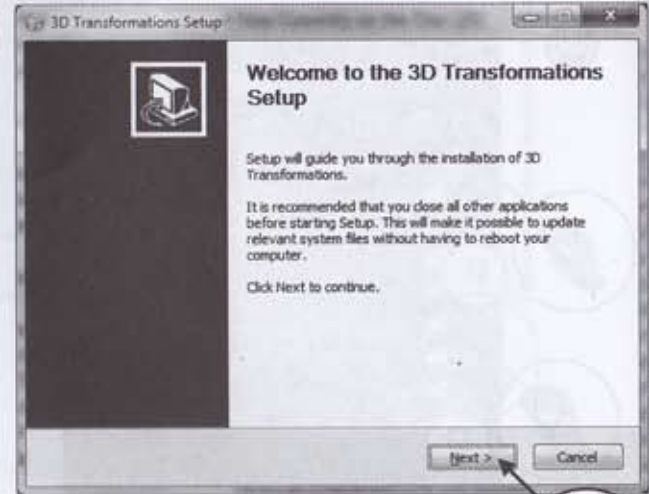 3D Transformations Setup
Welcome to the 3D Transformations
Setup
Setup will guide you through the installation of 3D
Transformations.
It is recommended that you close all other applications
before starting Setup. This will make it possible to update
relevant system files without having to reboot your
computer.
Click Next to continue.
Next >
Cancel